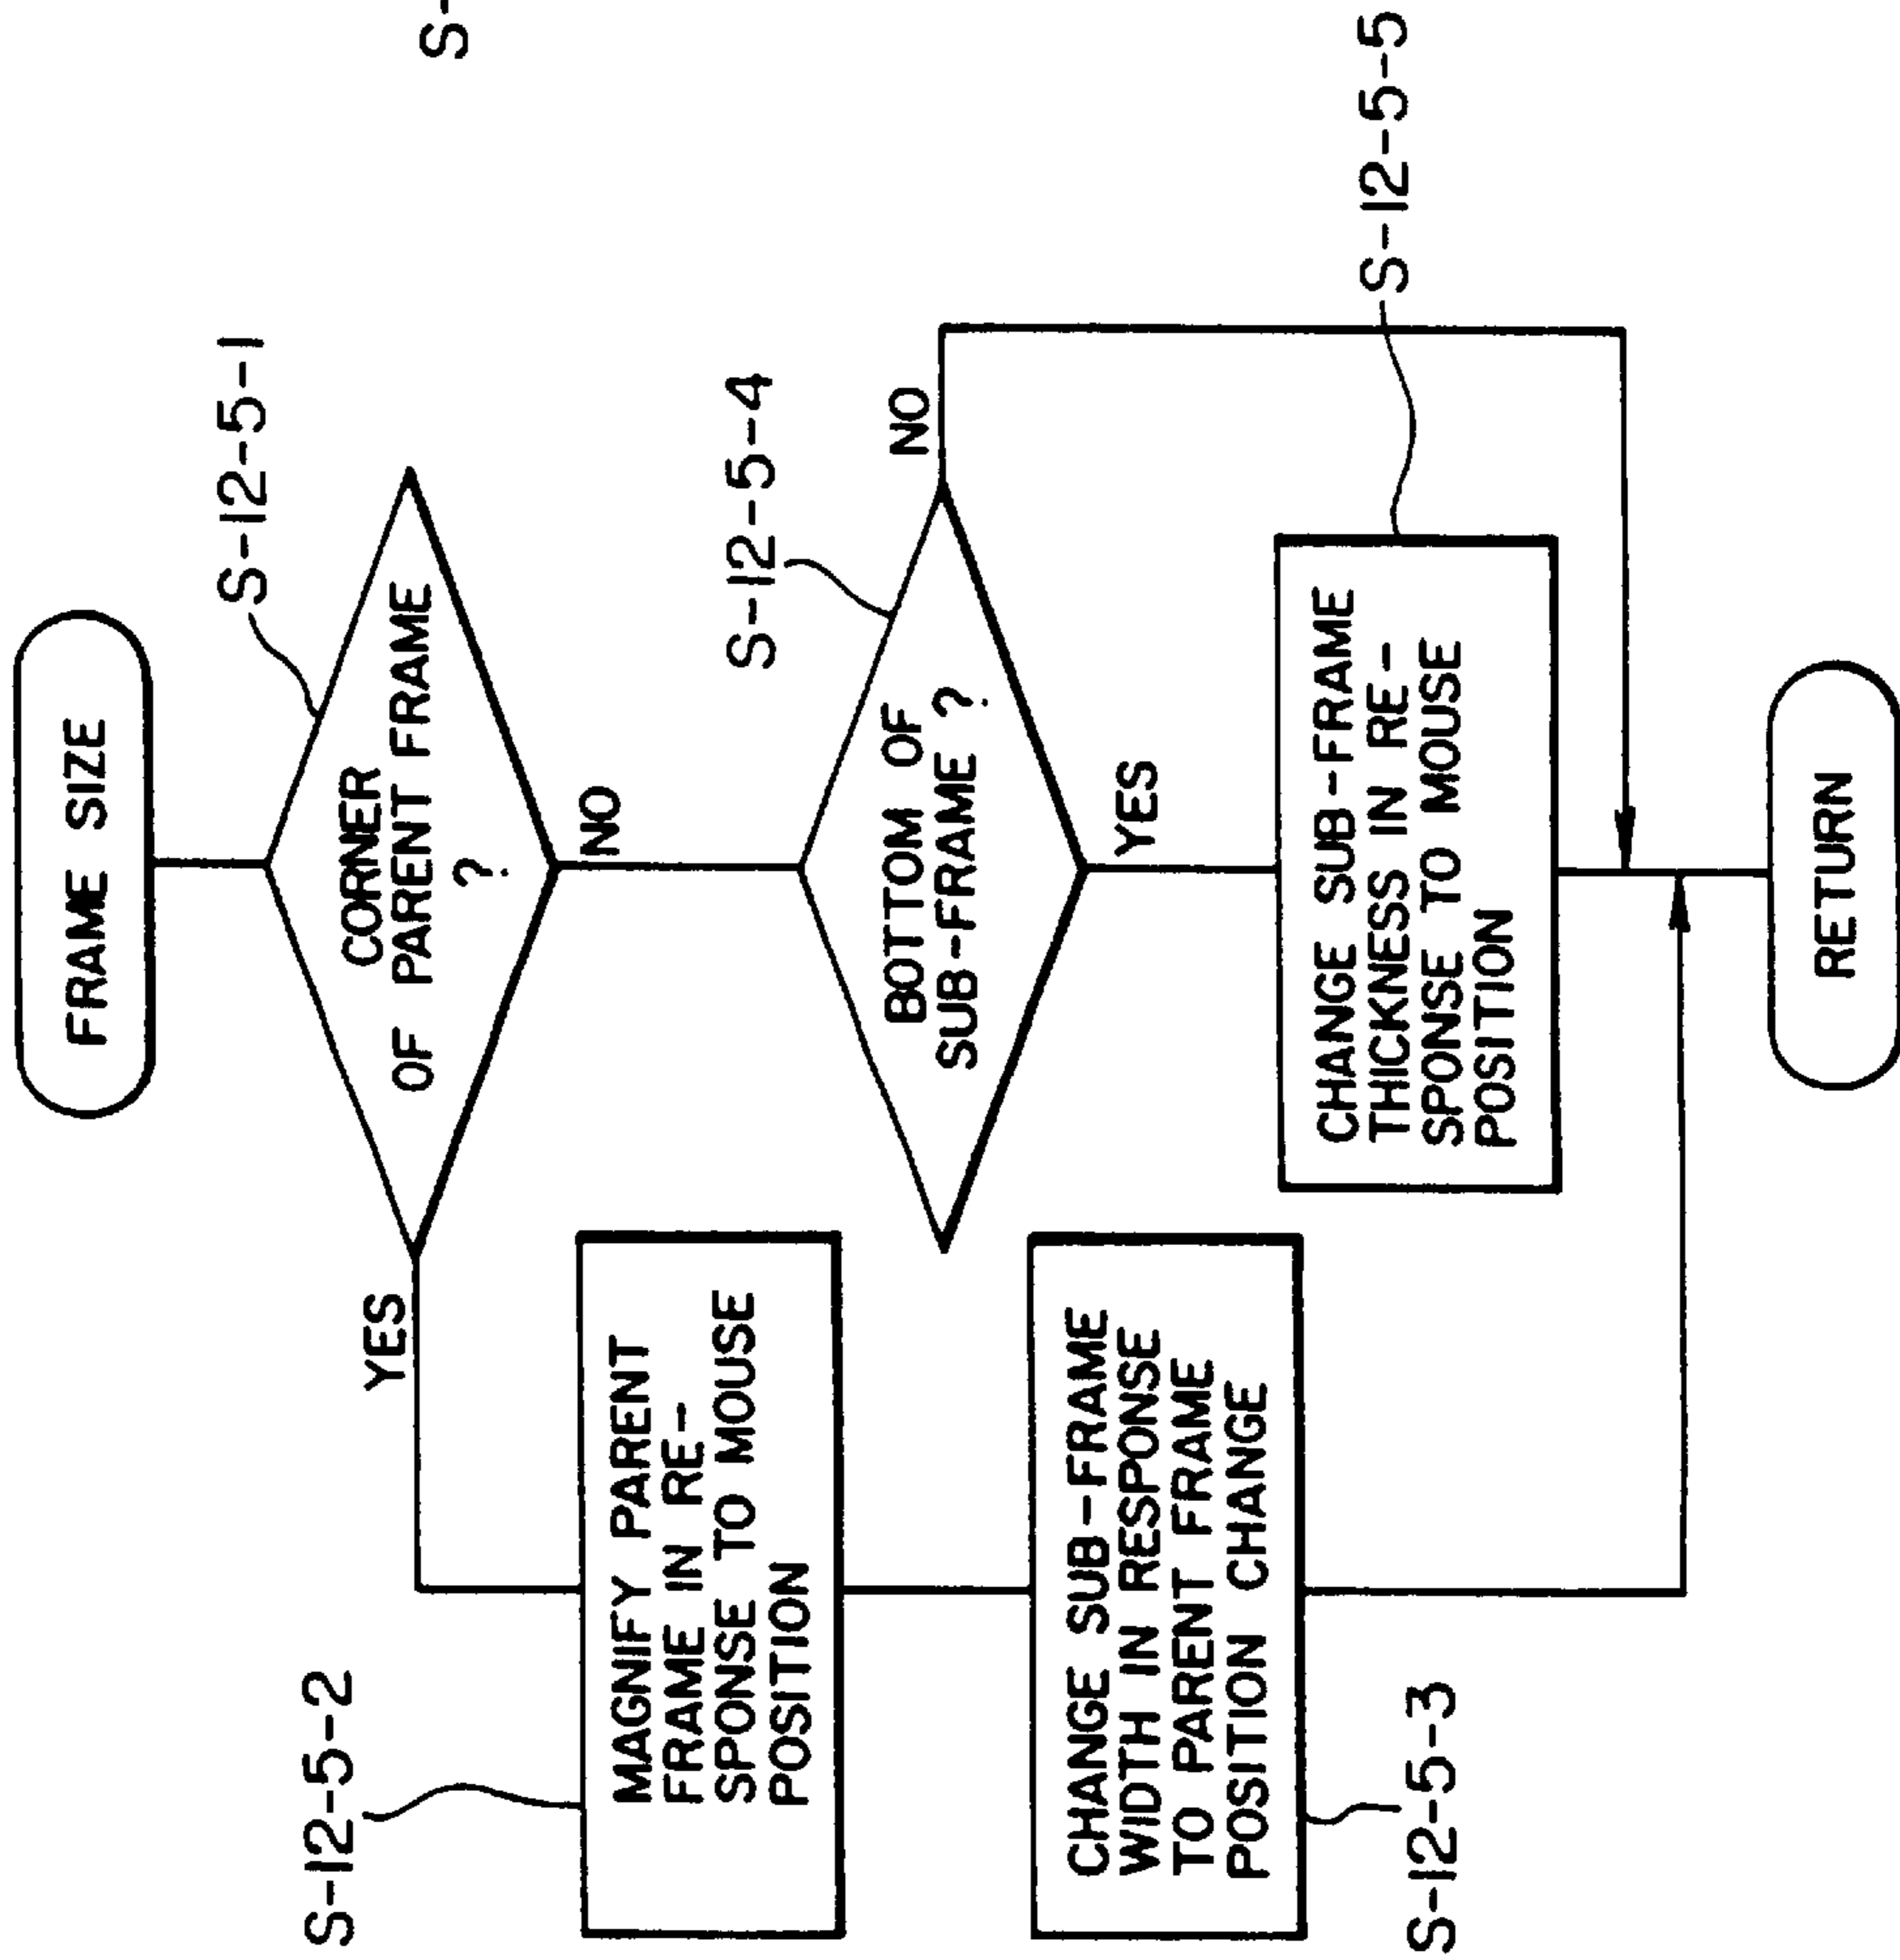 FRAME SIZE
S-12-5-1
CORNER
OF PARENT FRAME
?
YES
NO
S-12-5-2
MAGNIFY PARENT
FRAME IN RE-
SPONSE TO MOUSE
POSITION
S-12-5-4
BOTTOM OF
SUB-FRAME ?
NO
YES
CHANGE SUB-FRAME
WIDTH IN RESPONSE
TO PARENT FRAME
POSITION CHANGE
S-12-5-3
CHANGE SUB-FRAME
THICKNESS IN RE-
SPONSE TO MOUSE
POSITION
S-12-5-5
RETURN
S-